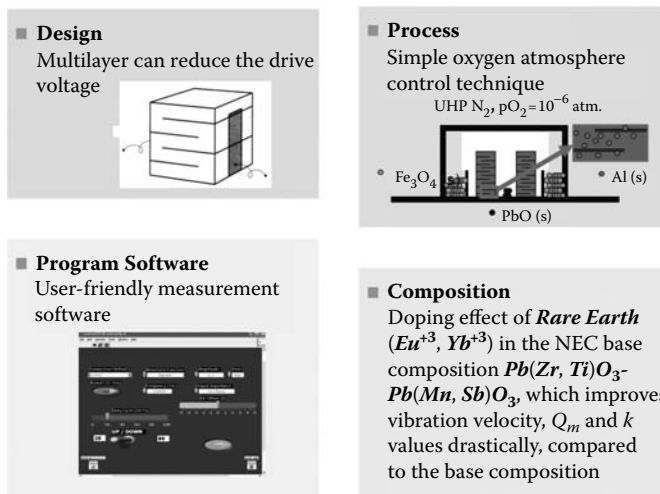 Design
Multilayer can reduce the drive
voltage
Process
Simple oxygen atmosphere
control technique
UHP N₂, pO₂=10⁻⁶ atm.
Fe₃O₄
Al (s)
PbO (s)
Program Software
User-friendly measurement
software
UP / DOWN
Composition
Doping effect of Rare Earth
(Eu⁺³, Yb⁺³) in the NEC base
composition Pb(Zr, Ti)O₃-
Pb(Mn, Sb)O₃, which improves
vibration velocity, Qₘ and k
values drastically, compared
to the base composition